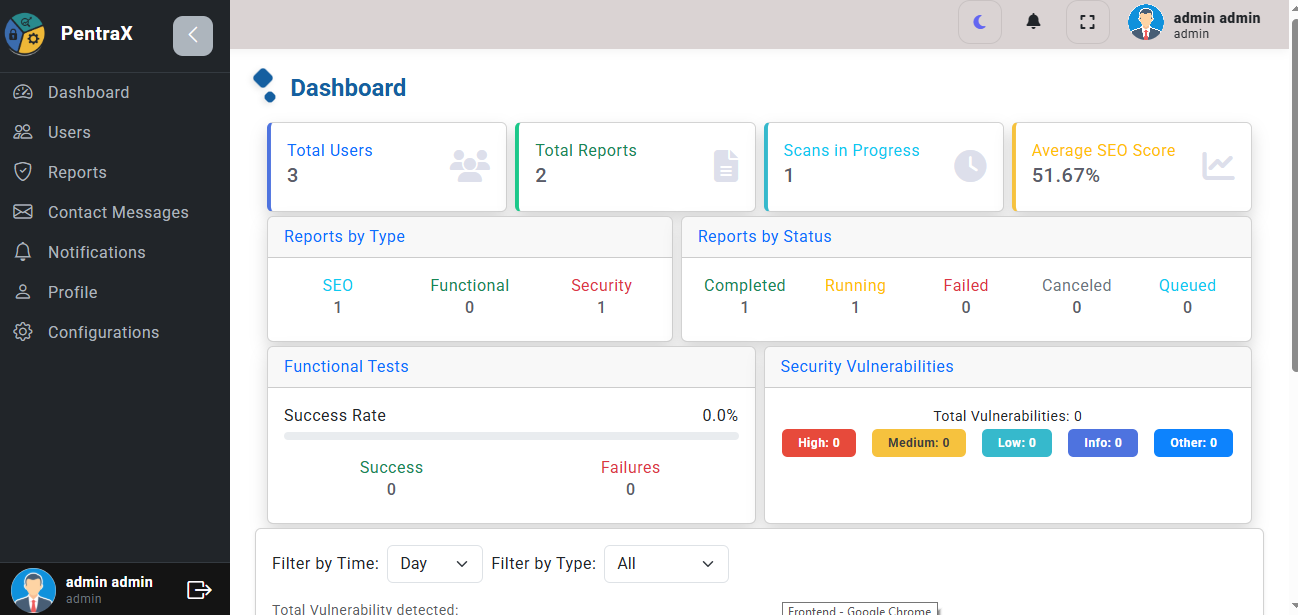 PentraX
admin admin
admin
Dashboard
Users
Reports
Contact Messages
Notifications
Profile
Configurations
admin admin
admin
Dashboard
Total Users
3
Total Reports
2
Scans in Progress
1
Average SEO Score
51.67%
Reports by Type
SEO Functional Security
1 0 1
Reports by Status
Completed Running Failed Canceled Queued
1 1 0 0 0
Functional Tests
Success Rate 0.0%
Success Failures
0 0
Security Vulnerabilities
Total Vulnerabilities: 0
High: 0 Medium: 0 Low: 0 Info: 0 Other: 0
Filter by Time: Day Filter by Type: All
Total Vulnerability detected:
Frontend - Google Chrome